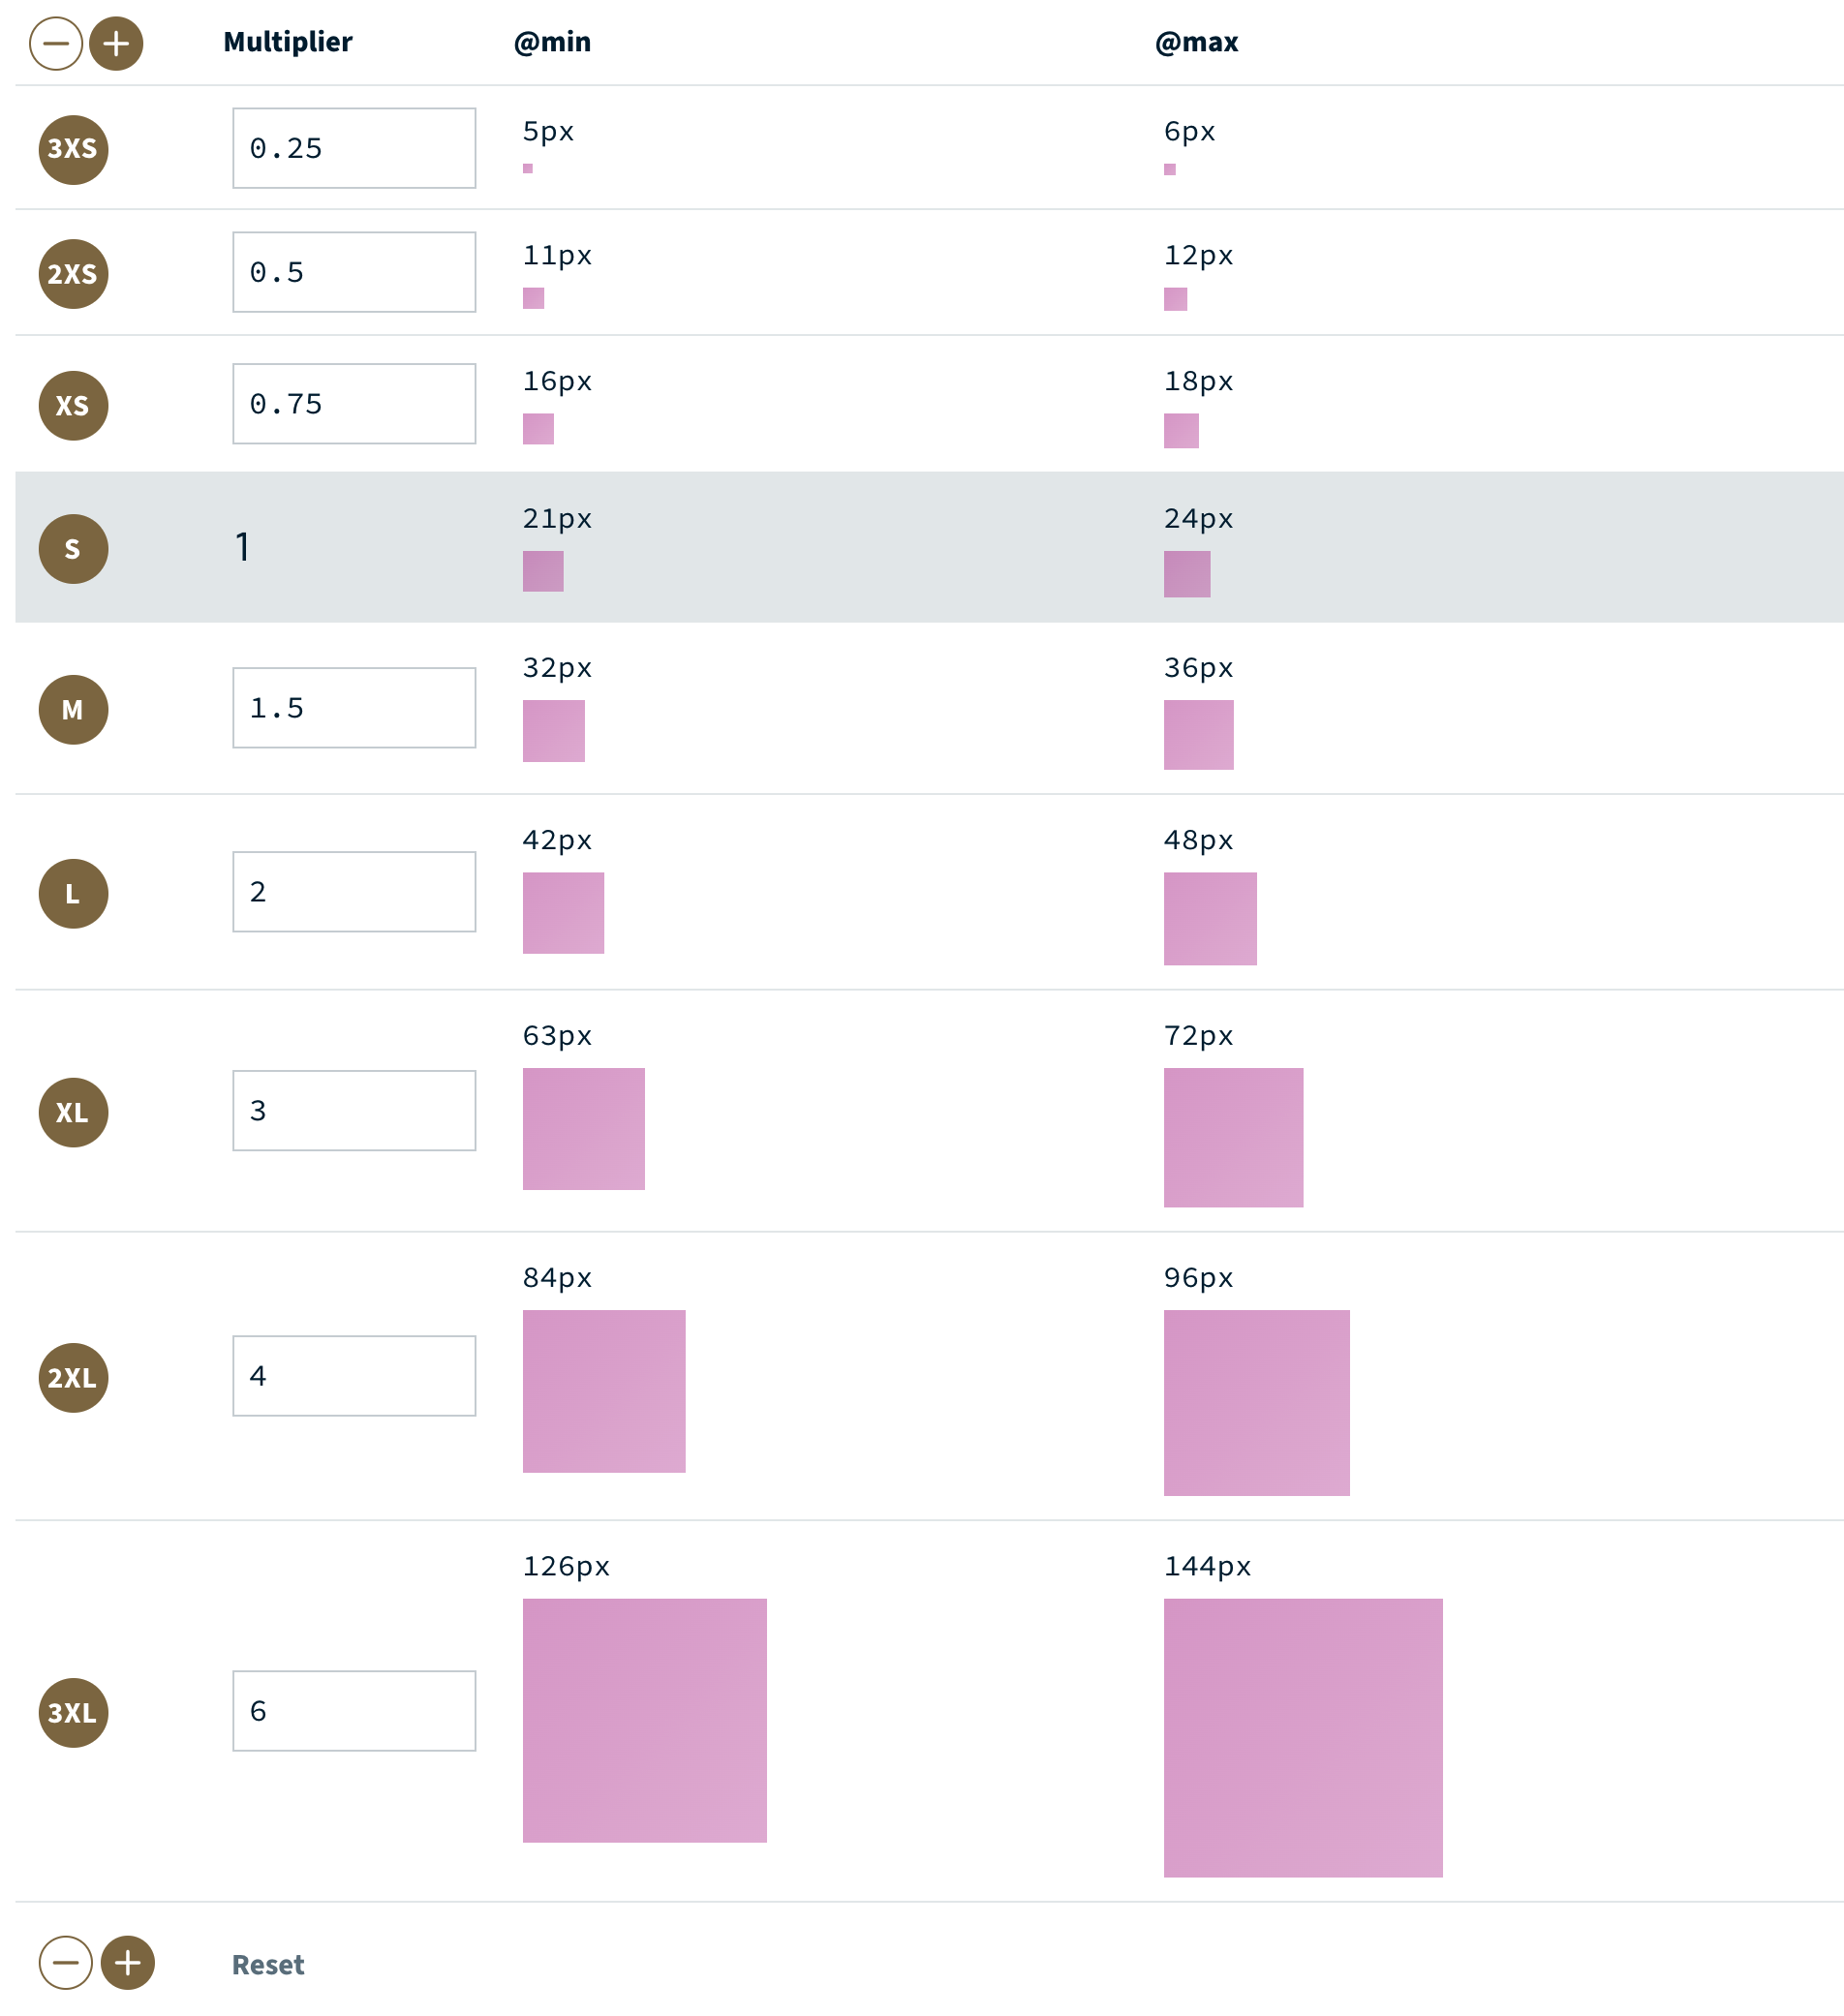 Multiplier @min @max
3XS 0.25 5px 6px
2XS 0.5 11px 12px
XS 0.75 16px 18px
S 1 21px 24px
M 1.5 32px 36px
L 2 42px 48px
XL 3 63px 72px
2XL 4 84px 96px
3XL 6 126px 144px
Reset